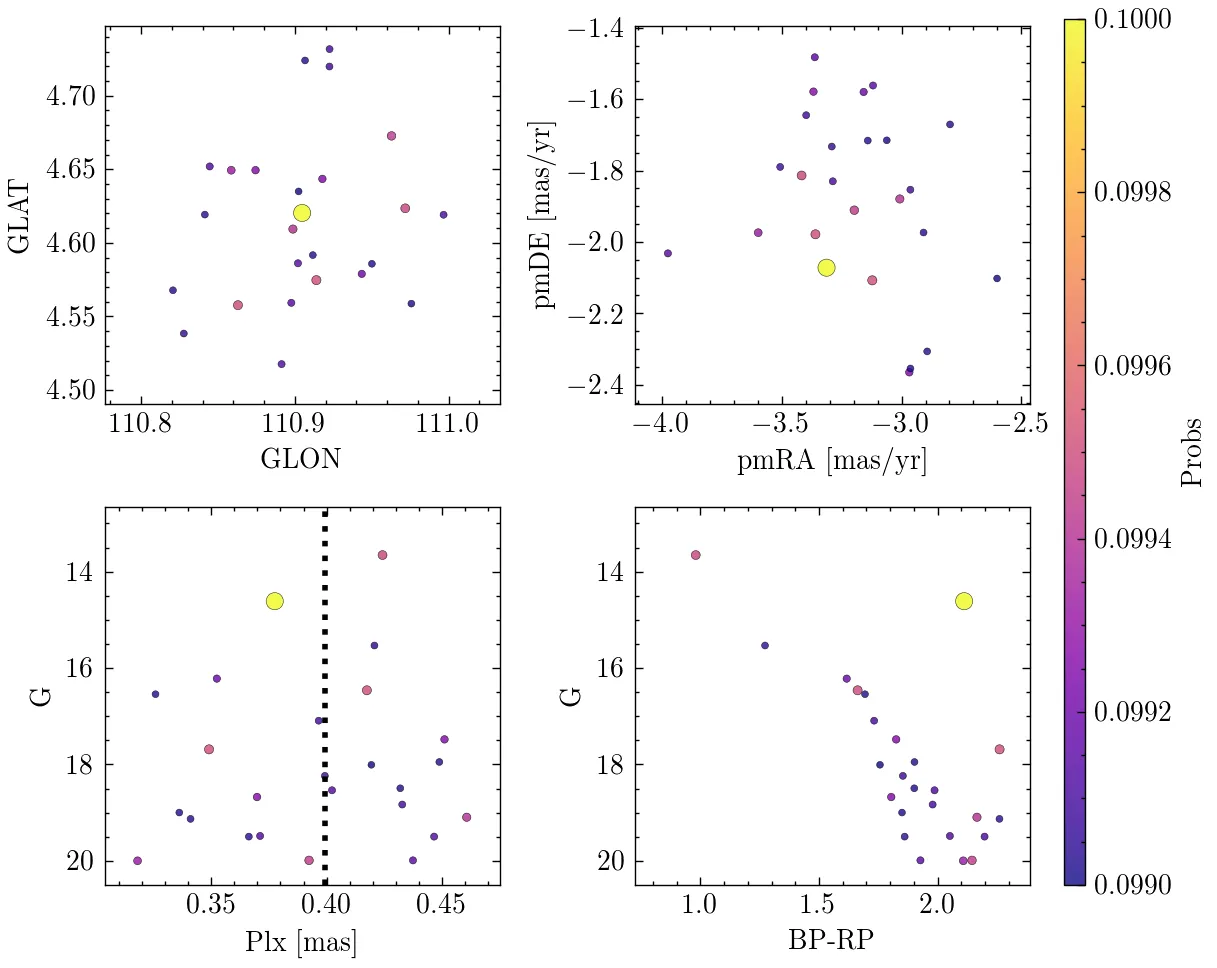 4.70
4.65
4.60
4.55
4.50
GLAT
110.8 110.9 111.0
GLON
−1.4
−1.6
−1.8
−2.0
−2.2
−2.4
pmDE [mas/yr]
−4.0 −3.5 −3.0 −2.5
pmRA [mas/yr]
14
16
18
20
G
0.35 0.40 0.45
Plx [mas]
14
16
18
20
G
1.0 1.5 2.0
BP-RP
0.1000
0.0998
0.0996
0.0994
0.0992
0.0990
Probs